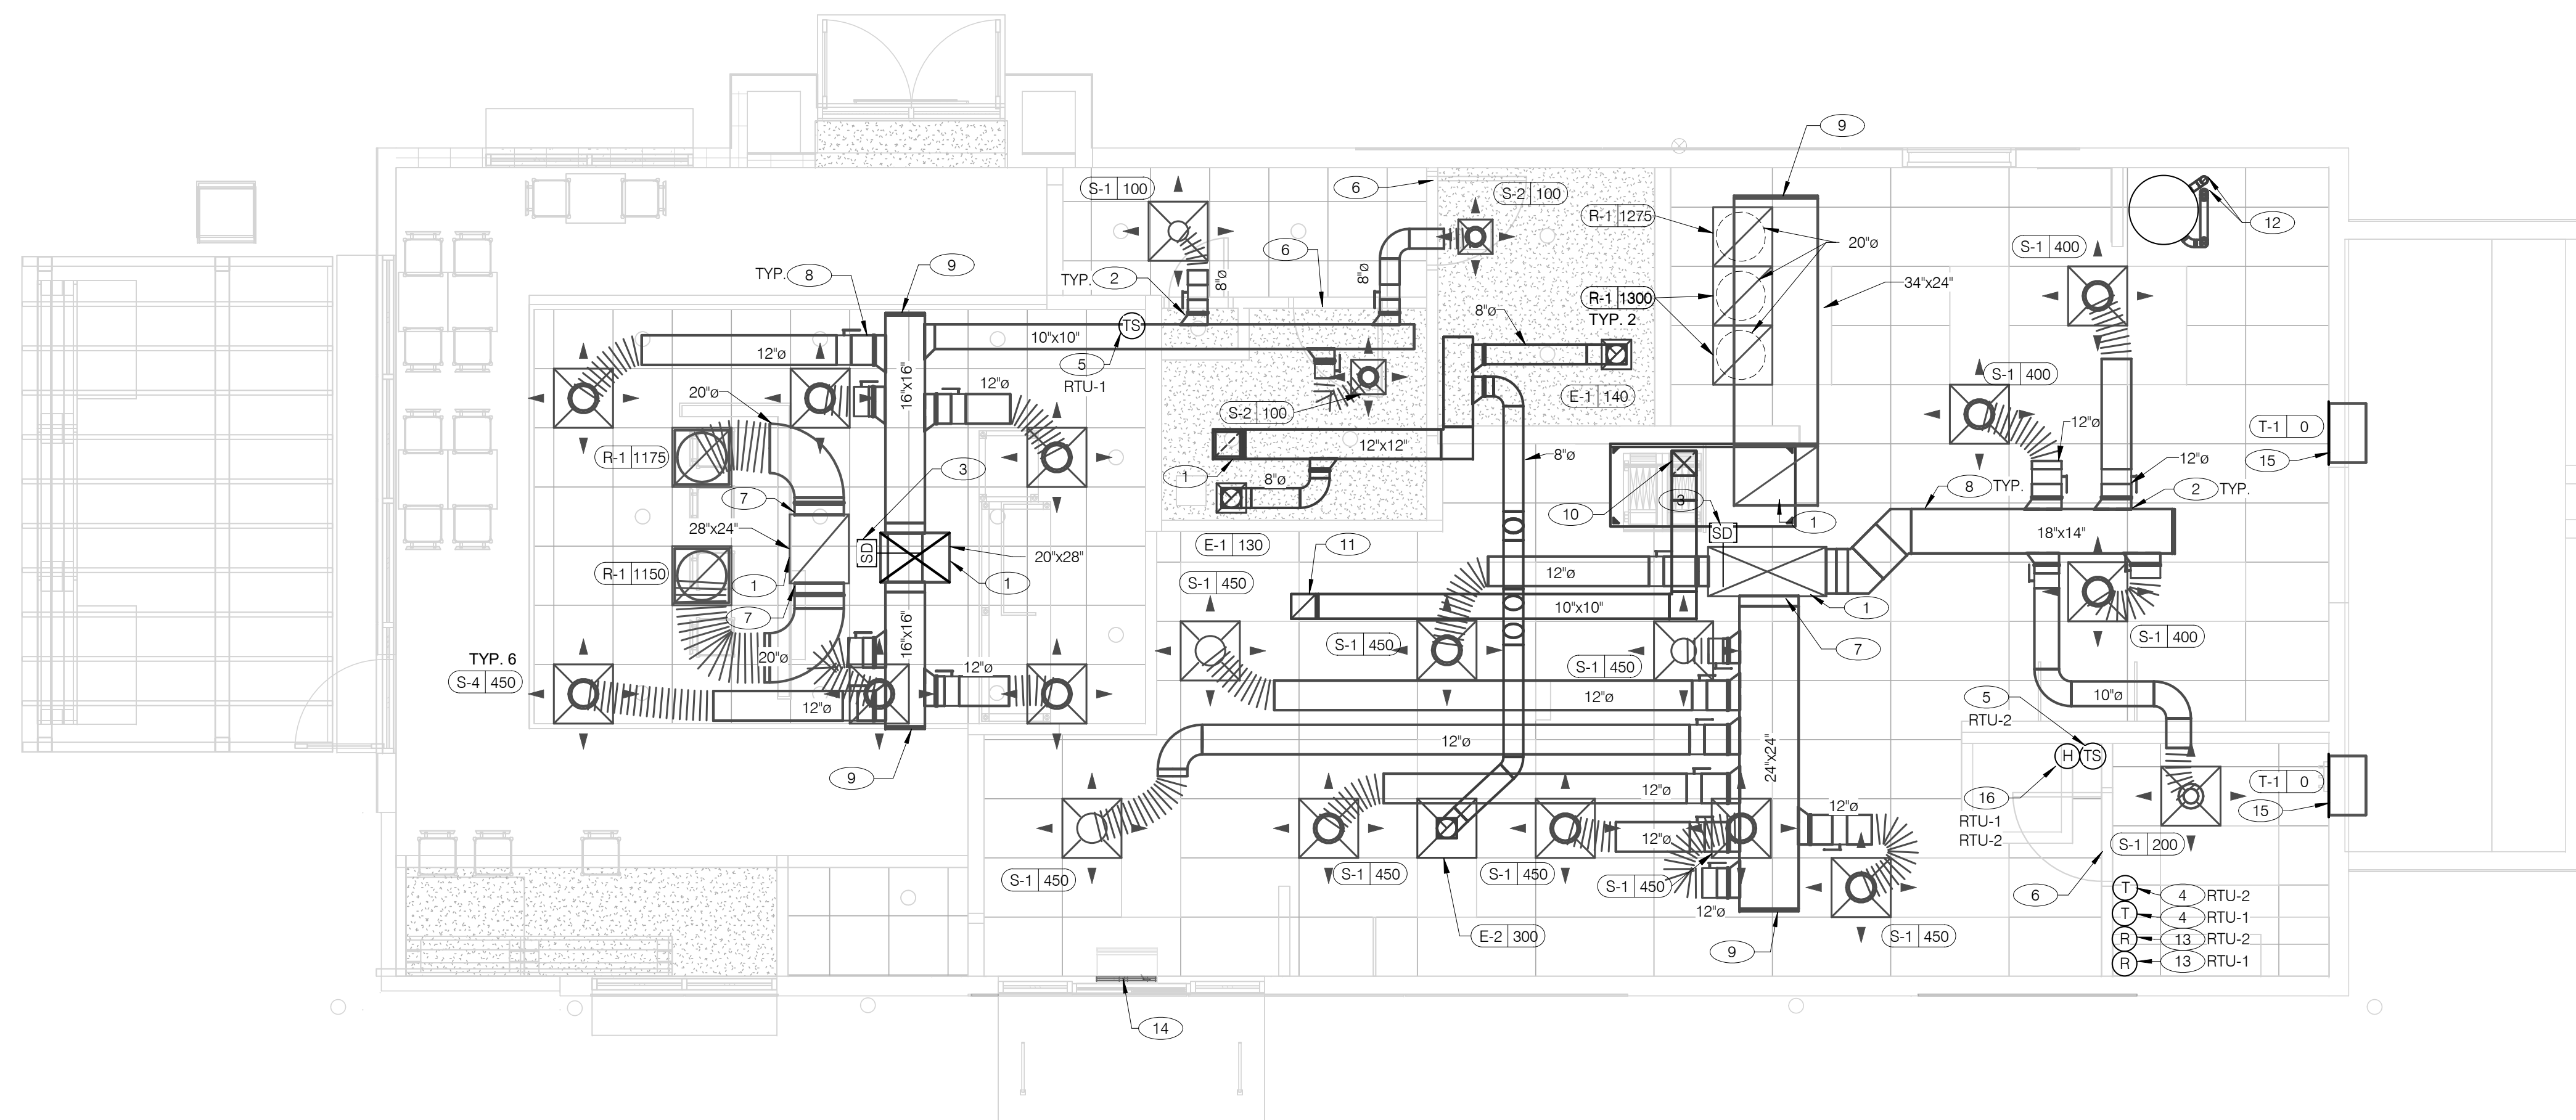 9
S-1 100
6
S-2 100
R-1 1275
20"ø
12
6
S-1 400
9
TYP. 8
TYP. 2
8"ø
8"ø
34"x24"
R-1 1300
TYP. 2
8"ø
TS
10"x10"
12"ø
5
RTU-1
16"x16"
12"ø
S-1 400
20"ø
E-1 140
S-2 100
12"ø
T-1 0
12"x12"
8"ø
R-1 1175
3
1
8"ø
12"ø
15
7
3
10
8 TYP.
2 TYP.
28"x24"
SD
1
SD
18"x14"
E-1 130
11
20"x28"
R-1 1150
1
1
S-1 450
12"ø
10"x10"
1
7
16"x16"
S-1 400
S-1 450
7
20"ø
TYP. 6
S-4 450
12"ø
S-1 450
12"ø
12"ø
10"ø
5
RTU-2
12"ø
24"x24"
H
TS
9
T-1 0
12"ø
16
RTU-1
RTU-2
12"ø
15
12"ø
S-1 200
S-1 450
S-1 450
S-1 450
S-1 450
6
T
4 RTU-2
12"ø
T
4 RTU-1
E-2 300
S-1 450
R
13 RTU-2
9
R
13 RTU-1
14